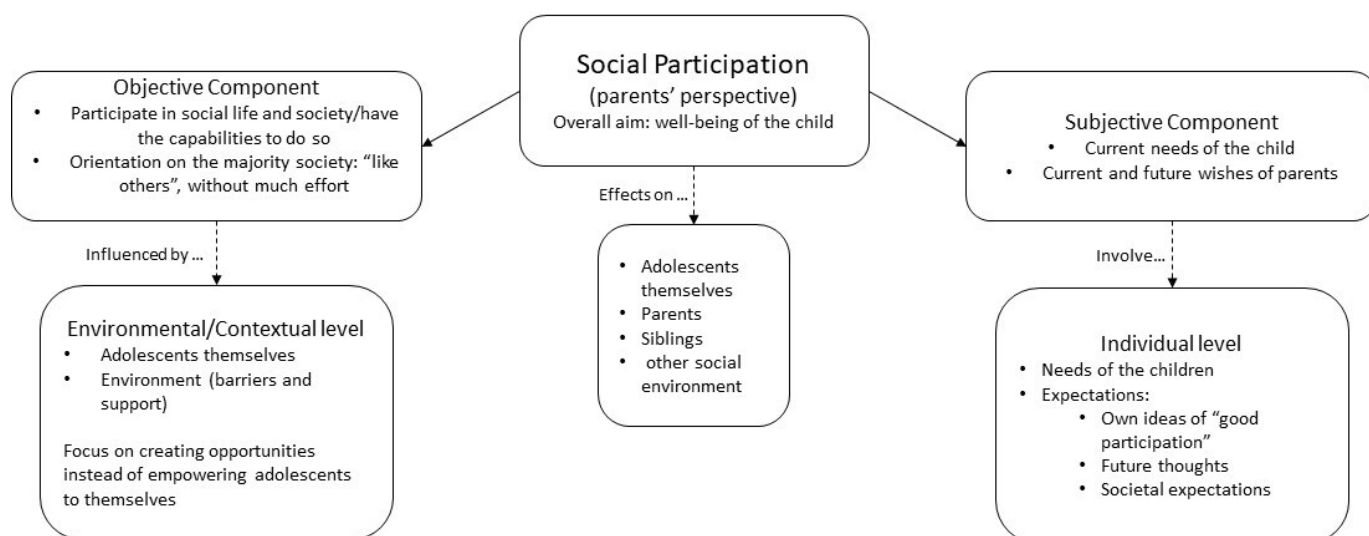 Social Participation
(parents' perspective)
Overall aim: well-being of the child
Objective Component
• Participate in social life and society/have
the capabilities to do so
• Orientation on the majority society: "like
others", without much effort
Subjective Component
• Current needs of the child
• Current and future wishes of parents
Influenced by ...
Effects on ...
Involve...
Environmental/Contextual level
• Adolescents themselves
• Environment (barriers and
support)
Focus on creating opportunities
instead of empowering adolescents
to themselves
• Adolescents
themselves
• Parents
• Siblings
• other social
environment
Individual level
• Needs of the children
• Expectations:
• Own ideas of "good
participation"
• Future thoughts
• Societal expectations